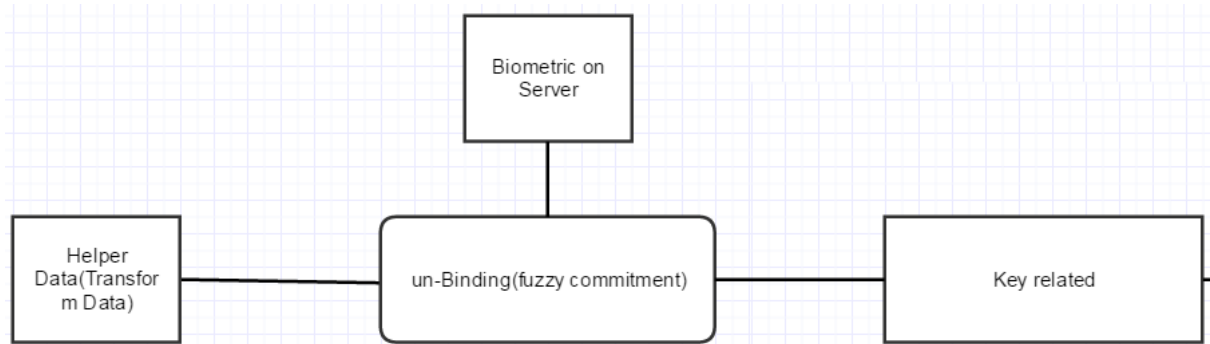 Biometric on
Server
Helper
Data(Transfor
m Data)
un-Binding(fuzzy commitment)
Key related